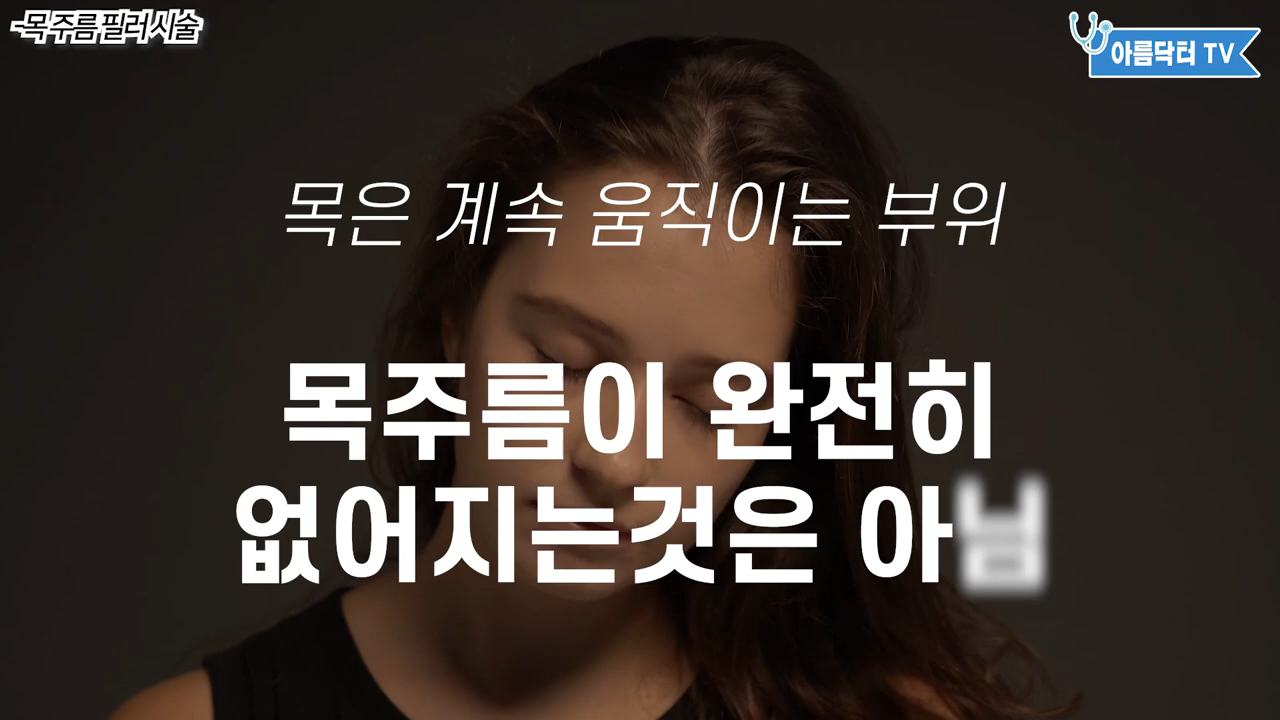 -목주름 필러 시술
아름닥터 TV
목은 계속 움직이는 부위
목주름이 완전히
없어지는것은 아님